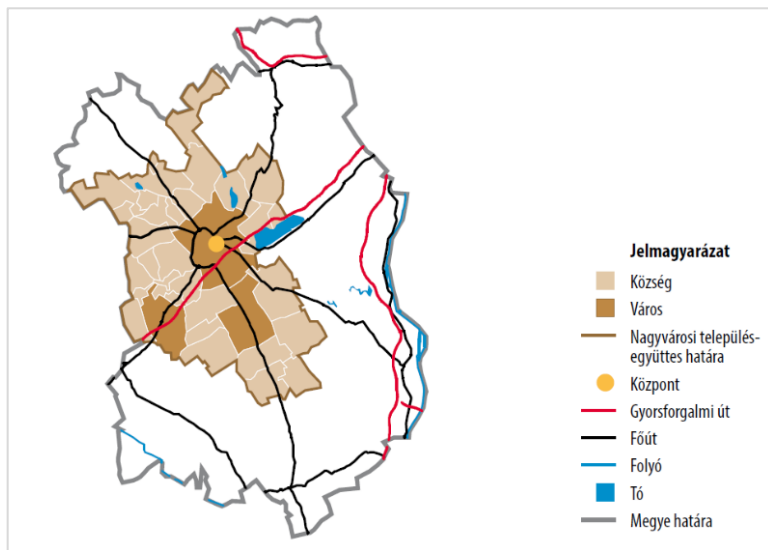 Jelmagyarázat
Község
Város
Nagyvárosi település-
együttes határa
Központ
Gyorsforgalmi út
Főút
Folyó
Tó
Megye határa